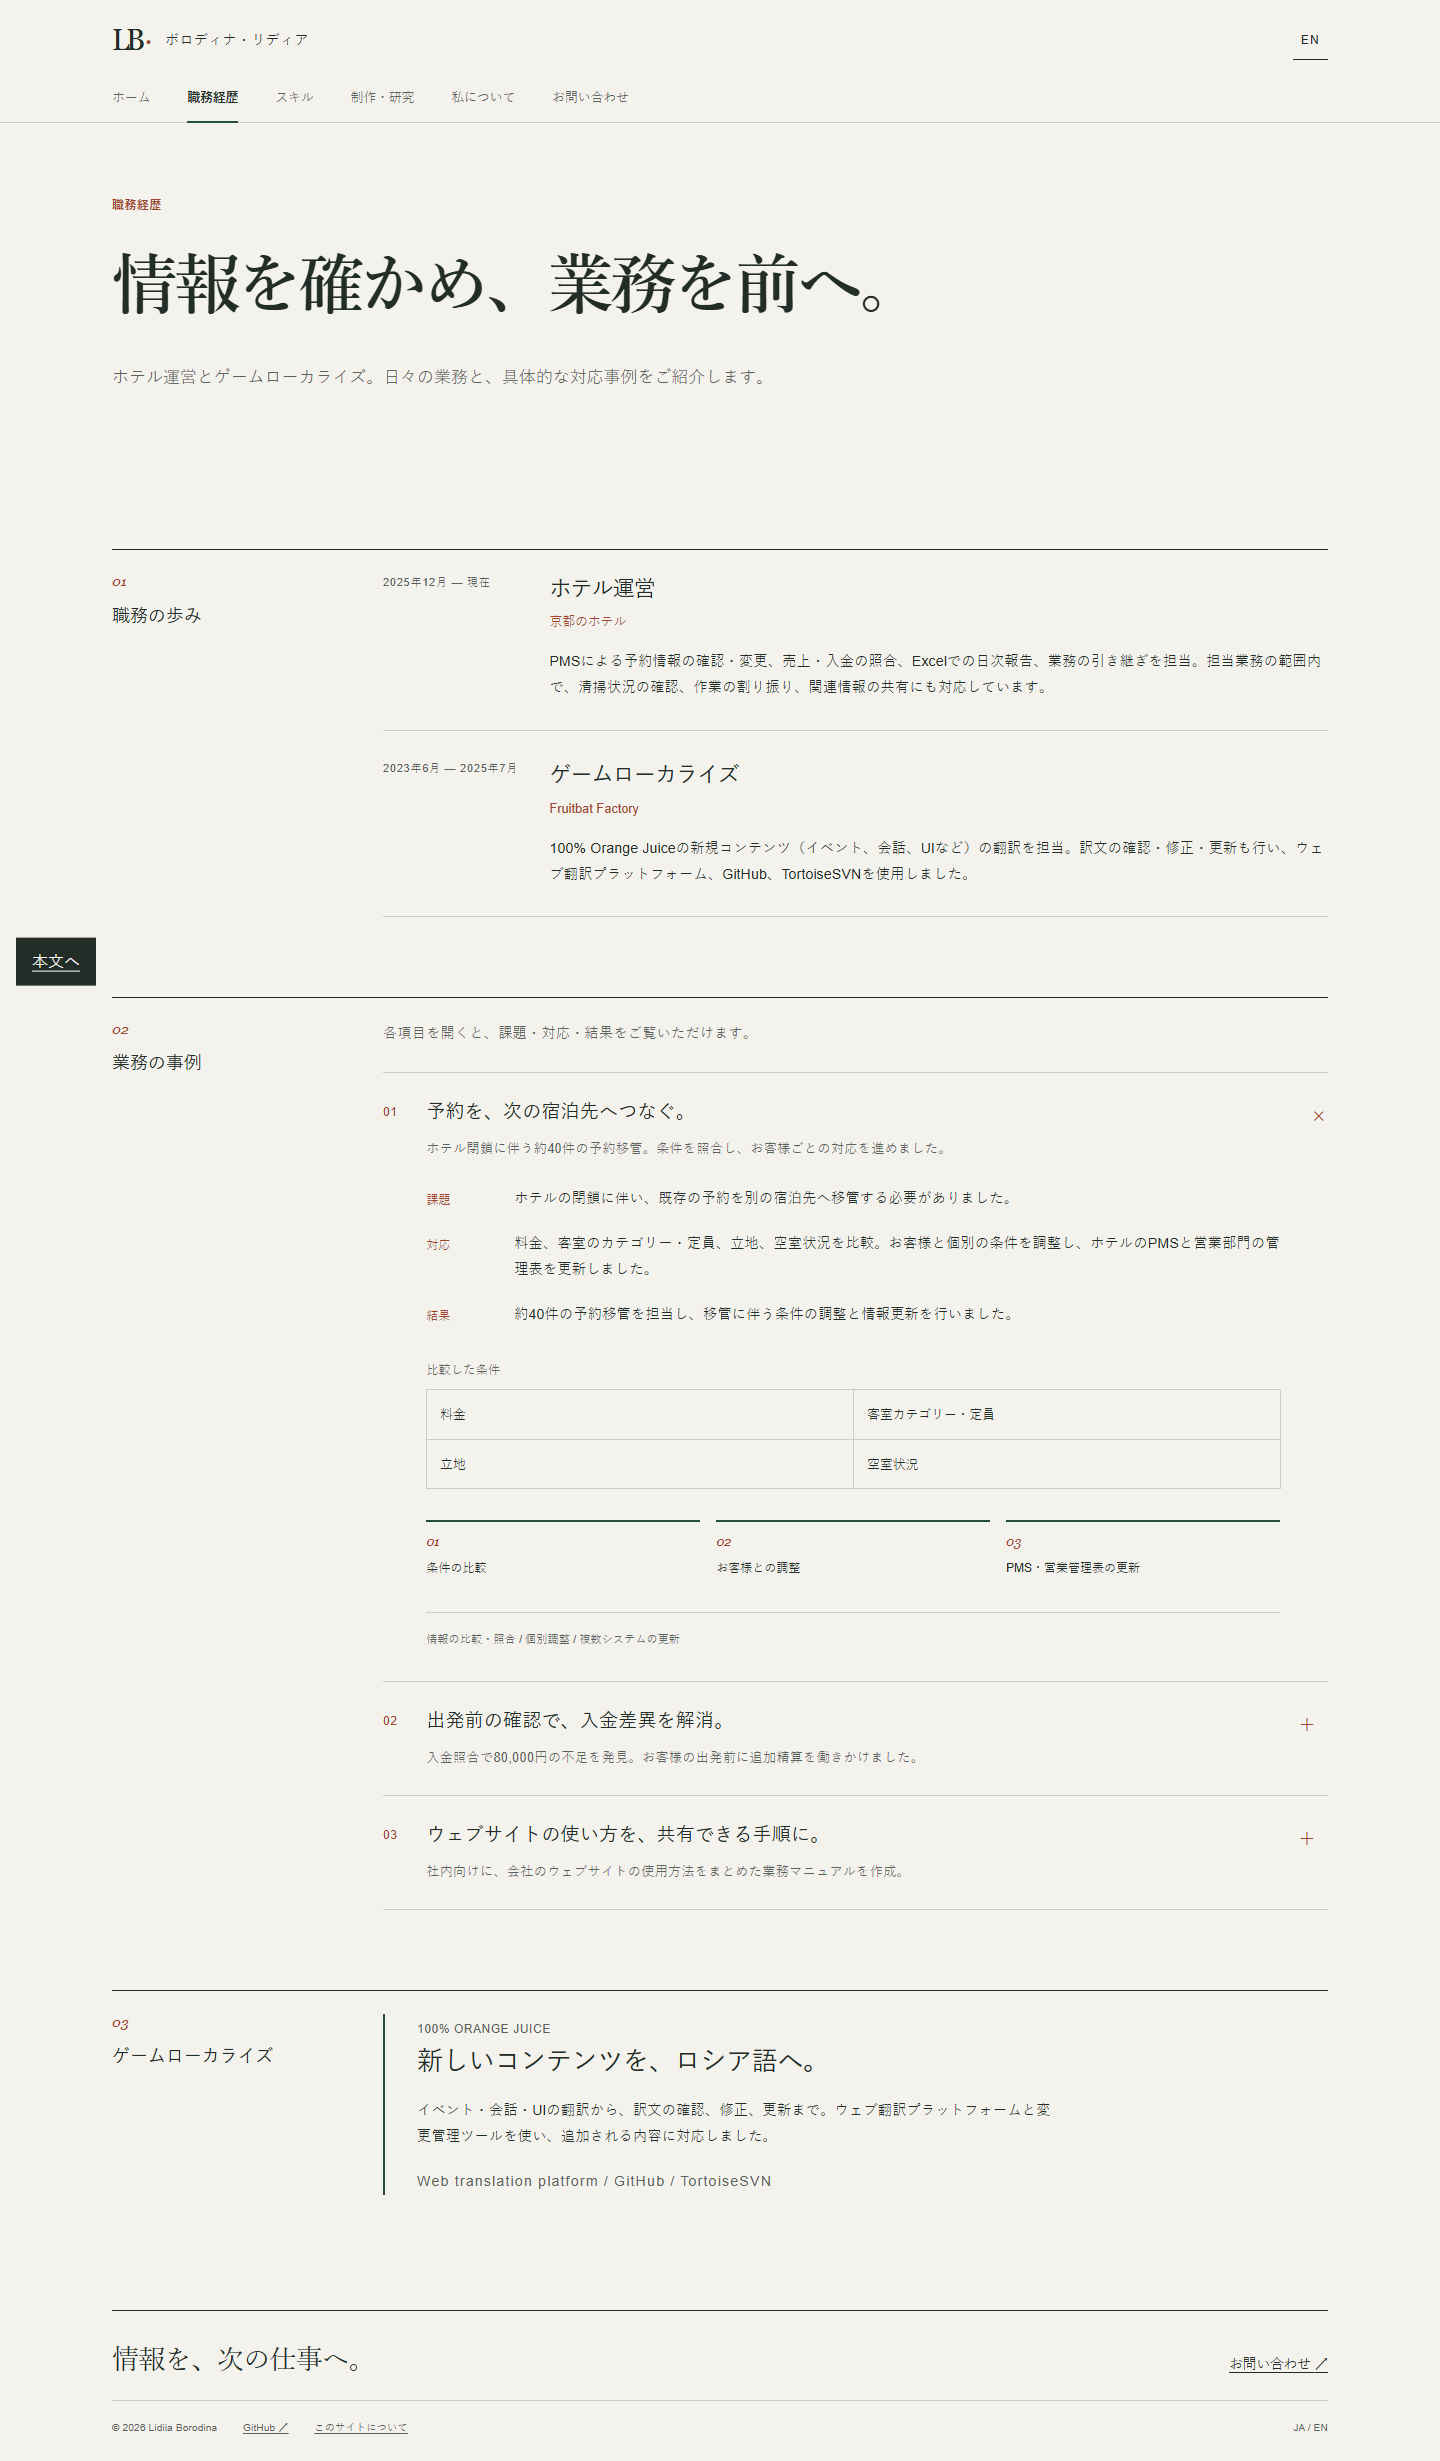 LB· ボロディナ・リディア
EN
ホーム 職務経歴 スキル 制作・研究 私について お問い合わせ
職務経歴
情報を確かめ、業務を前へ。
ホテル運営とゲームローカライズ。日々の業務と、具体的な対応事例をご紹介します。
01
職務の歩み
2025年12月 — 現在
ホテル運営
京都のホテル
PMSによる予約情報の確認・変更、売上・入金の照合、Excelでの日次報告、業務の引き継ぎを担当。担当業務の範囲内
で、清掃状況の確認、作業の割り振り、関連情報の共有にも対応しています。
2023年6月 — 2025年7月
ゲームローカライズ
Fruitbat Factory
100% Orange Juiceの新規コンテンツ（イベント、会話、UIなど）の翻訳を担当。訳文の確認・修正・更新も行い、ウェ
ブ翻訳プラットフォーム、GitHub、TortoiseSVNを使用しました。
本文へ
02
業務の事例
各項目を開くと、課題・対応・結果をご覧いただけます。
01 予約を、次の宿泊先へつなぐ。 ×
ホテル閉鎖に伴う約40件の予約移管。条件を照合し、お客様ごとの対応を進めました。
課題 ホテルの閉鎖に伴い、既存の予約を別の宿泊先へ移管する必要がありました。
対応 料金、客室のカテゴリー・定員、立地、空室状況を比較。お客様と個別の条件を調整し、ホテルのPMSと営業部門の管
理表を更新しました。
結果 約40件の予約移管を担当し、移管に伴う条件の調整と情報更新を行いました。
比較した条件
料金 客室カテゴリー・定員
立地 空室状況
01 02 03
条件の比較 お客様との調整 PMS・営業管理表の更新
情報の比較・照合 / 個別調整 / 複数システムの更新
02 出発前の確認で、入金差異を解消。 +
入金照合で80,000円の不足を発見。お客様の出発前に追加精算を働きかけました。
03 ウェブサイトの使い方を、共有できる手順に。 +
社内向けに、会社のウェブサイトの使用方法をまとめた業務マニュアルを作成。
03
ゲームローカライズ
100% ORANGE JUICE
新しいコンテンツを、ロシア語へ。
イベント・会話・UIの翻訳から、訳文の確認、修正、更新まで。ウェブ翻訳プラットフォームと変
更管理ツールを使い、追加される内容に対応しました。
Web translation platform / GitHub / TortoiseSVN
情報を、次の仕事へ。
お問い合わせ ↗
© 2026 Lidiia Borodina GitHub ↗ このサイトについて JA / EN